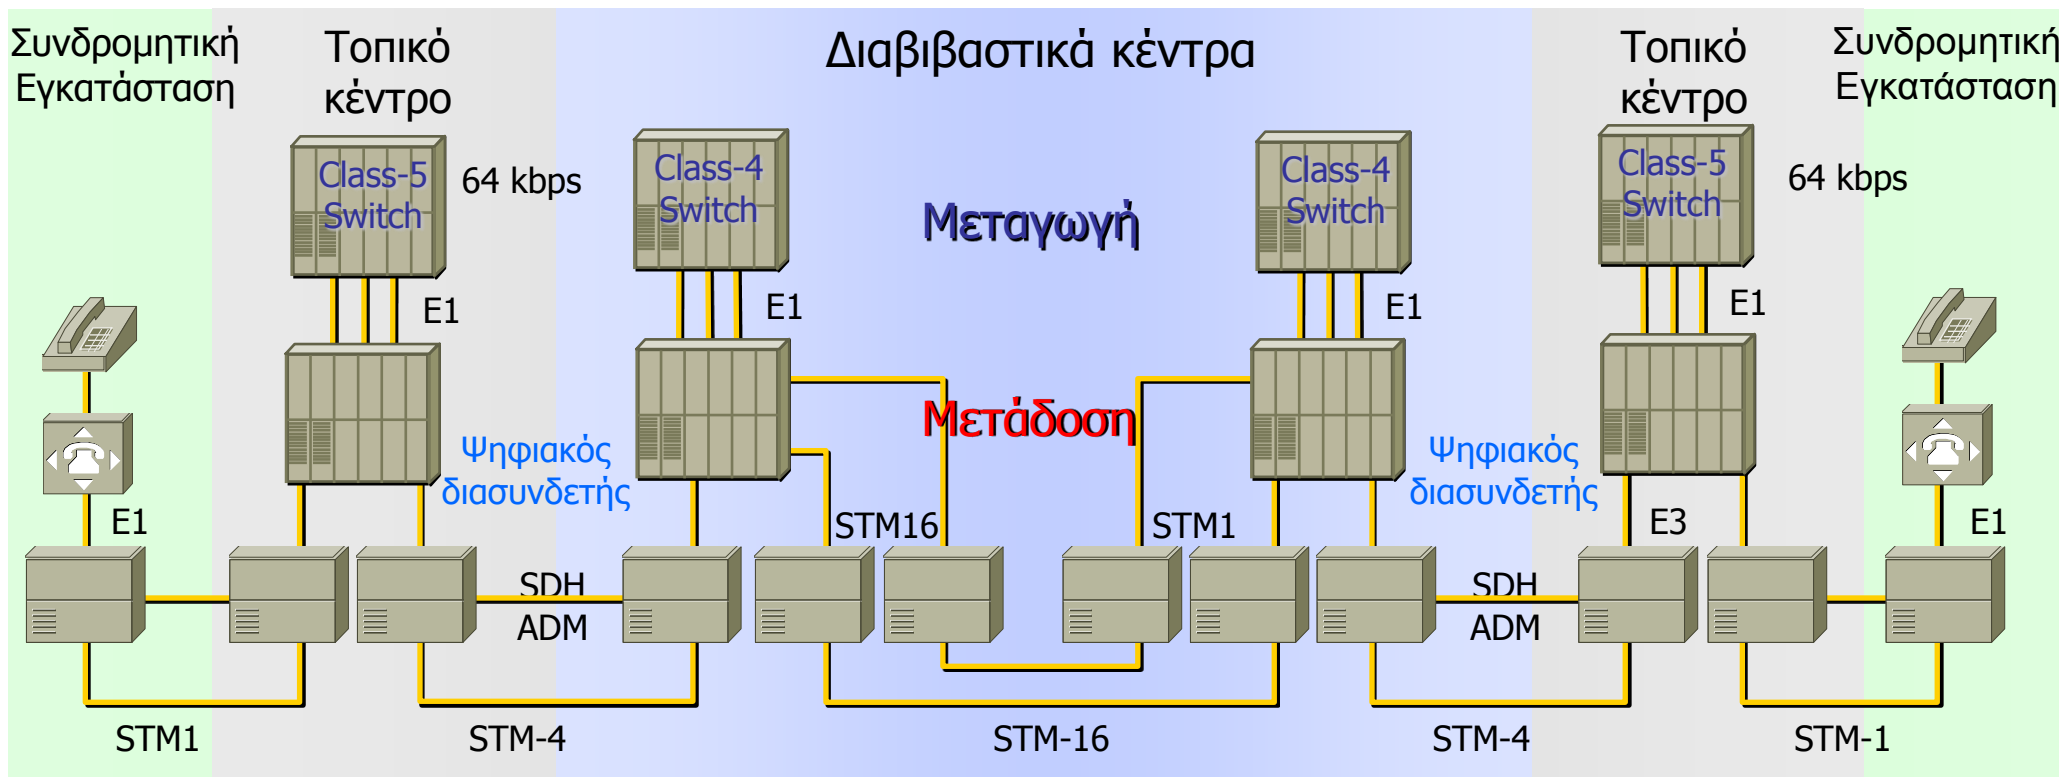 Συνδρομητική
Εγκατάσταση
Τοπικό
κέντρο
Διαβιβαστικά κέντρα
Τοπικό
κέντρο
Συνδρομητική
Εγκατάσταση
Class-5
Switch
64 kbps
Class-4
Switch
Μεταγωγή
Class-4
Switch
Class-5
Switch
64 kbps
E1
E1
E1
E1
Μετάδοση
Ψηφιακός
διασυνδετής
Ψηφιακός
διασυνδετής
E1
STM16
STM1
E3
E1
SDH
ADM
SDH
ADM
STM1
STM-4
STM-16
STM-4
STM-1